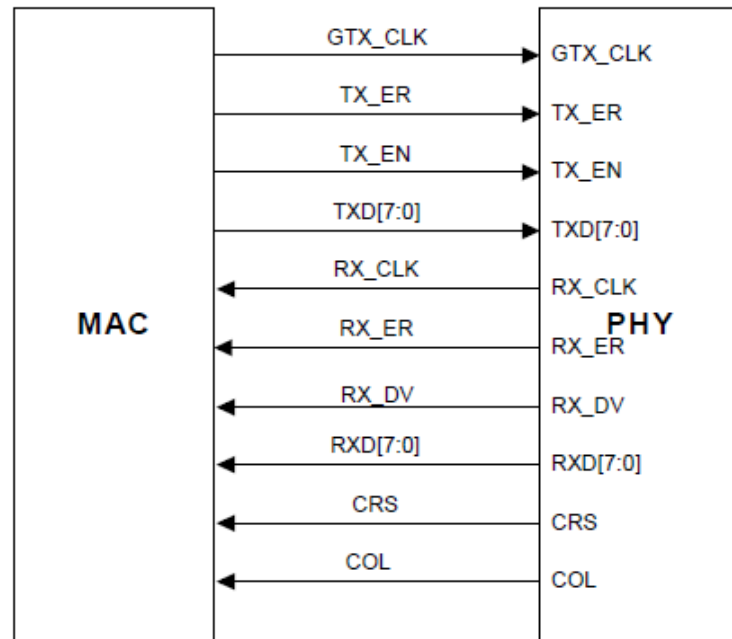 GTX_CLK
GTX_CLK
TX_ER
TX_ER
TX_EN
TX_EN
TXD[7:0]
TXD[7:0]
RX_CLK
RX_CLK
MAC
PHY
RX_ER
RX_ER
RX_DV
RX_DV
RXD[7:0]
RXD[7:0]
CRS
CRS
COL
COL